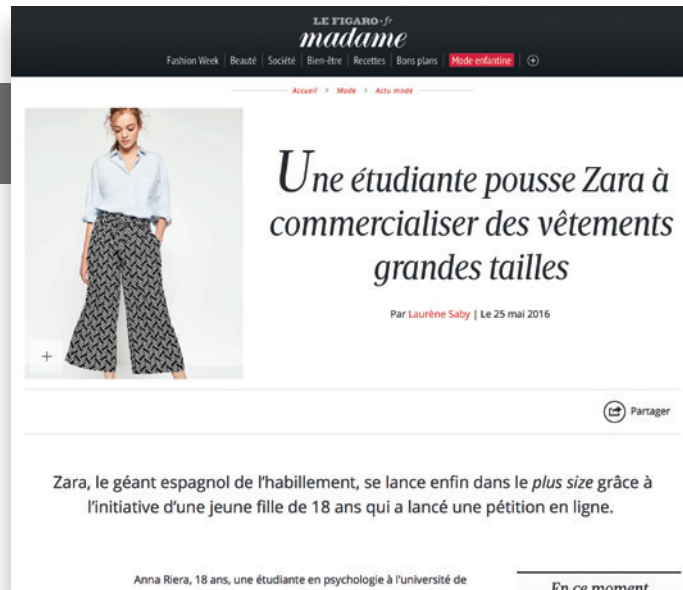 LE FIGARO·fr
madame
Fashion Week Beauté Société Bien-être Recettes Bons plans Mode enfantine
Accueil > Mode > Actu mode
Une étudiante pousse Zara à
commercialiser des vêtements
grandes tailles
Par Laurène Saby | Le 25 mai 2016
Partager
Zara, le géant espagnol de l'habillement, se lance enfin dans le plus size grâce à
l'initiative d'une jeune fille de 18 ans qui a lancé une pétition en ligne.
Anna Riera, 18 ans, une étudiante en psychologie à l'université de
En ce moment